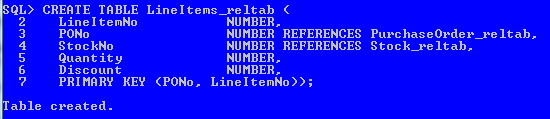 SQL> CREATE TABLE LineItems_reltab (
  2    LineItemNo           NUMBER,
  3    PONo                 NUMBER REFERENCES PurchaseOrder_reltab,
  4    StockNo              NUMBER REFERENCES Stock_reltab,
  5    Quantity             NUMBER,
  6    Discount             NUMBER,
  7    PRIMARY KEY (PONo, LineItemNo));
Table created.